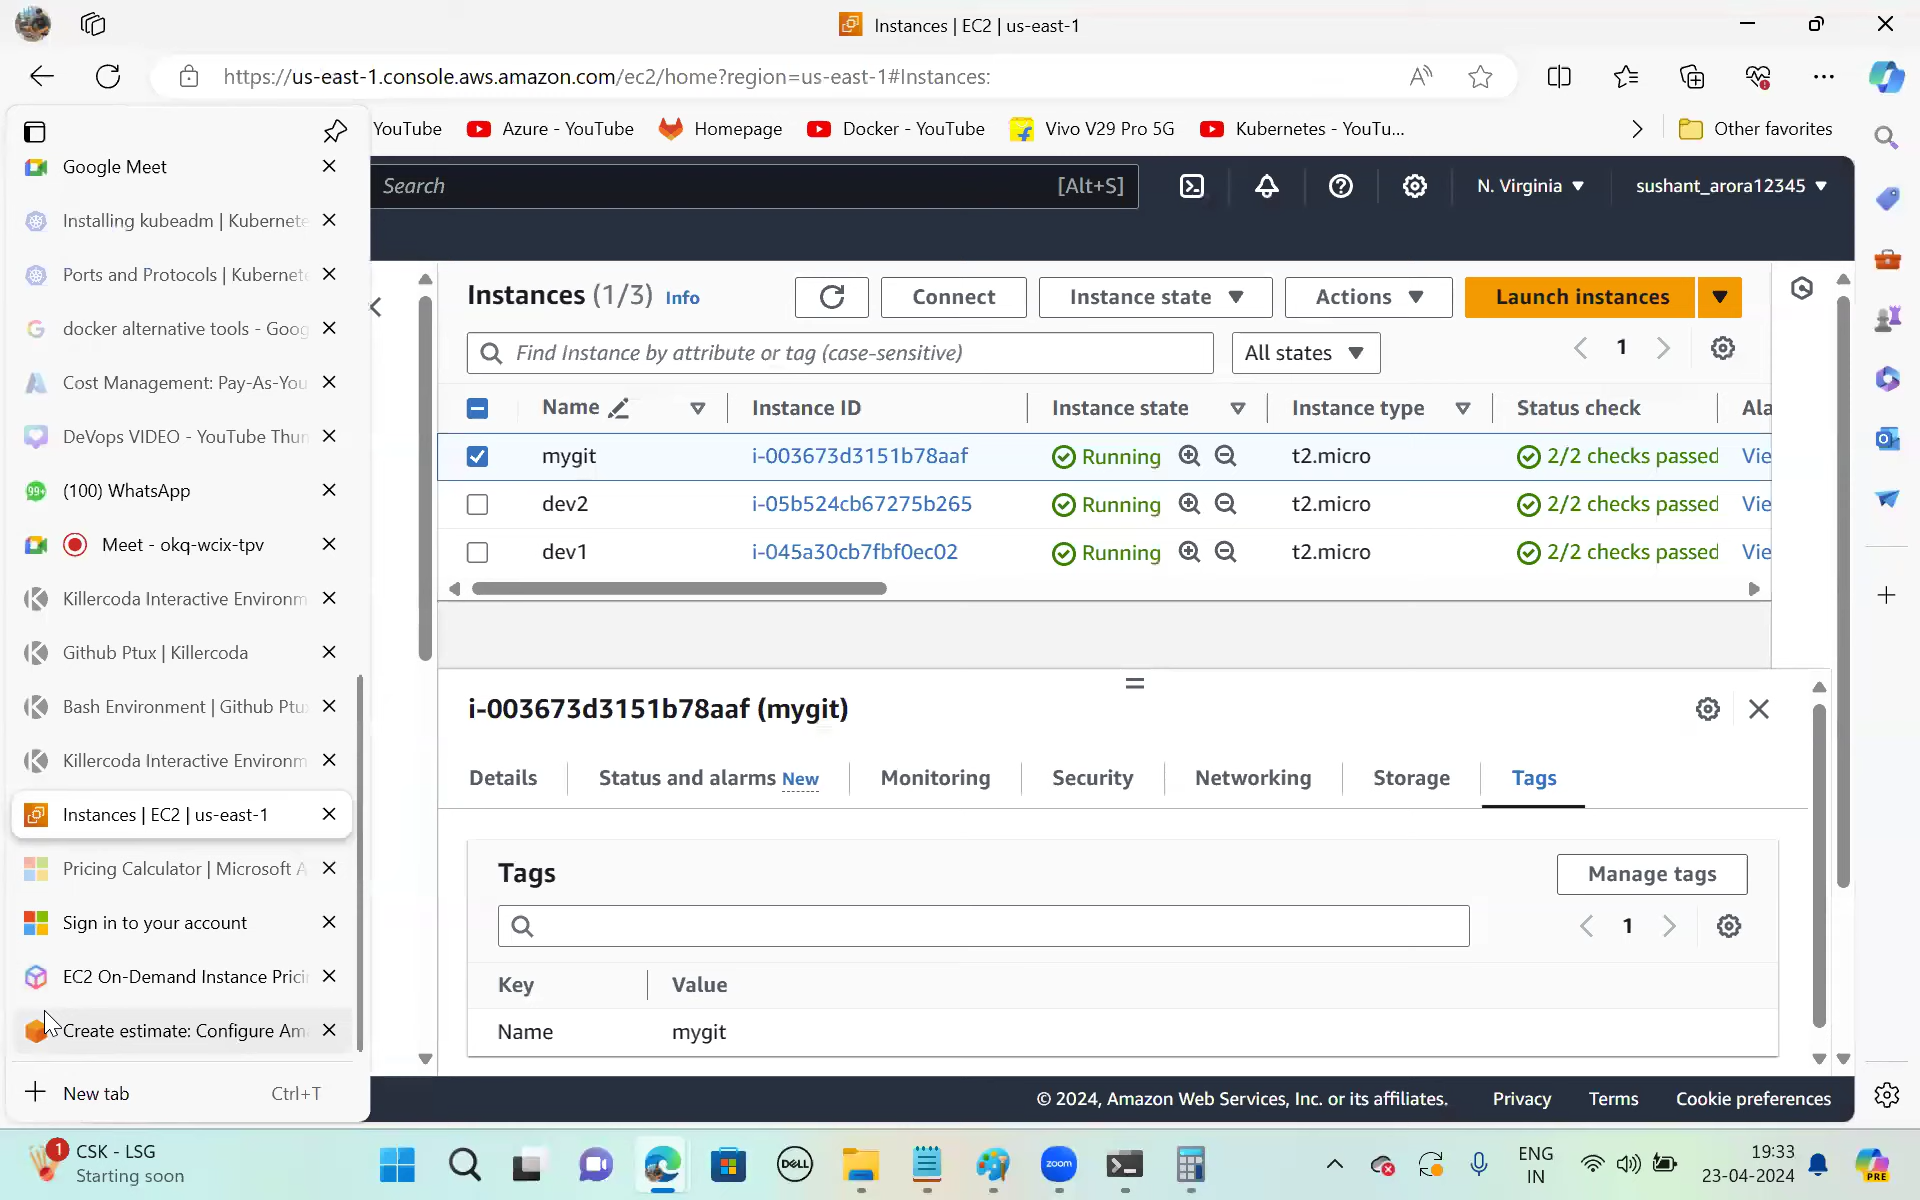 Instances | EC2 | us-east-1
https://us-east-1.console.aws.amazon.com/ec2/home?region=us-east-1#Instances:
YouTube
Azure - YouTube
Homepage
Docker - YouTube
Vivo V29 Pro 5G
Kubernetes - YouTu...
Other favorites
Google Meet
Installing kubeadm | Kubernete
Ports and Protocols | Kubernete
docker alternative tools - Goog
Cost Management: Pay-As-You
DeVops VIDEO - YouTube Thun
99+
(100) WhatsApp
Meet - okq-wcix-tpv
Killercoda Interactive Environm
Github Ptux | Killercoda
Bash Environment | Github Ptu
Killercoda Interactive Environm
Instances | EC2 | us-east-1
Pricing Calculator | Microsoft A
Sign in to your account
EC2 On-Demand Instance Prici
Create estimate: Configure Am
New tab
Ctrl+T
Search
[Alt+S]
N. Virginia
sushant_arora12345
Instances (1/3) Info
Connect
Instance state
Actions
Launch instances
Find Instance by attribute or tag (case-sensitive)
All states
1
Name
Instance ID
Instance state
Instance type
Status check
Ala
mygit
i-003673d3151b78aaf
Running
t2.micro
2/2 checks passed
Vie
dev2
i-05b524cb67275b265
Running
t2.micro
2/2 checks passed
Vie
dev1
i-045a30cb7fbf0ec02
Running
t2.micro
2/2 checks passed
Vie
i-003673d3151b78aaf (mygit)
Details
Status and alarms New
Monitoring
Security
Networking
Storage
Tags
Tags
Manage tags
1
Key
Value
Name
mygit
© 2024, Amazon Web Services, Inc. or its affiliates.
Privacy
Terms
Cookie preferences
1
CSK - LSG
Starting soon
DELL
zoom
ENG
IN
19:33
23-04-2024
PRE